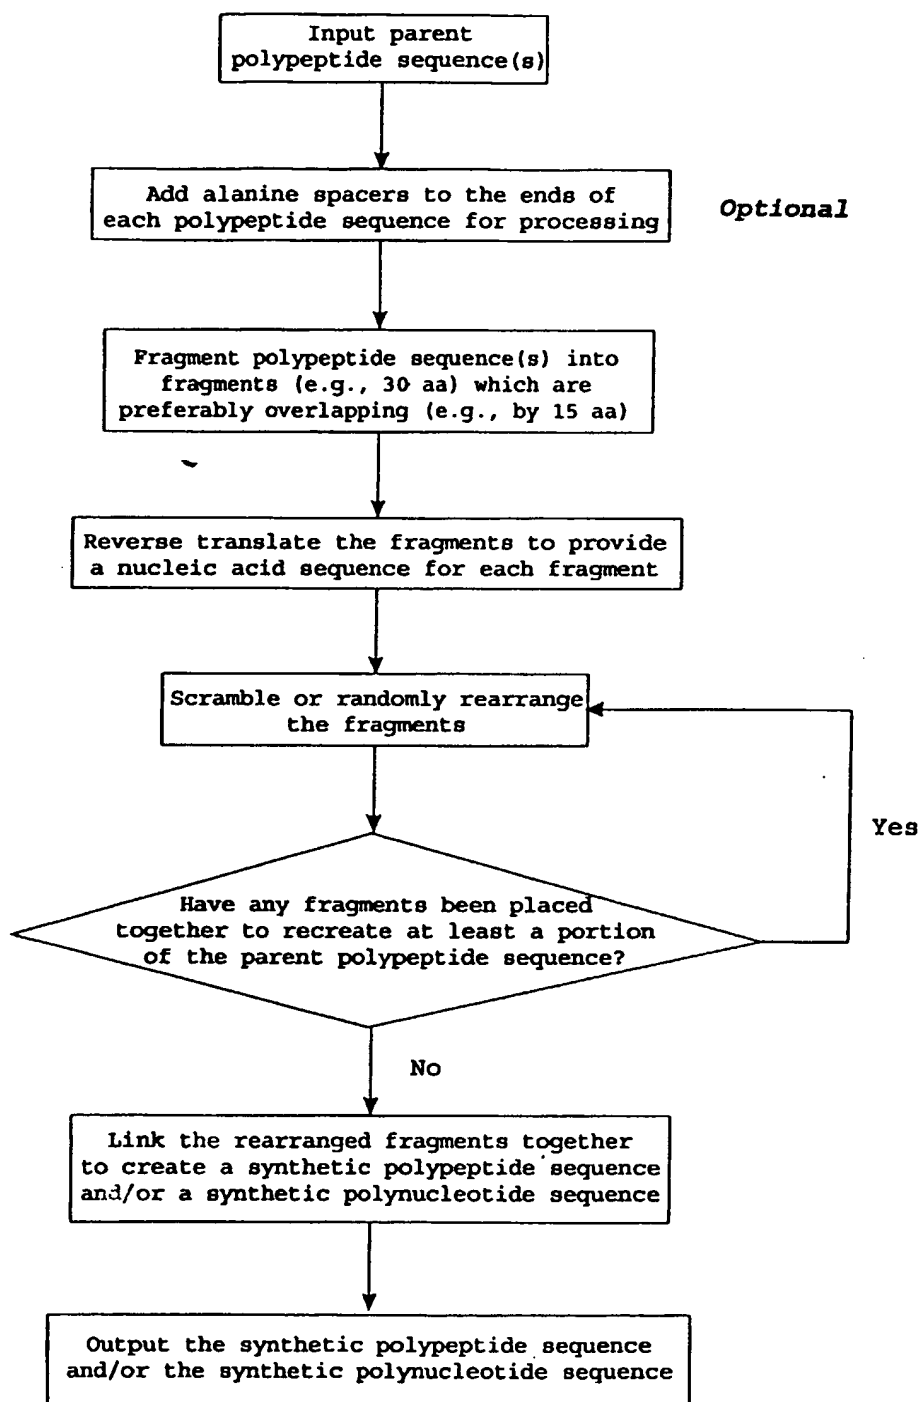 Input parent
polypeptide sequence(s)
Add alanine spacers to the ends of
each polypeptide sequence for processing
Optional
Fragment polypeptide sequence(s) into
fragments (e.g., 30 aa) which are
preferably overlapping (e.g., by 15 aa)
Reverse translate the fragments to provide
a nucleic acid sequence for each fragment
Scramble or randomly rearrange
the fragments
Yes
Have any fragments been placed
together to recreate at least a portion
of the parent polypeptide sequence?
No
Link the rearranged fragments together
to create a synthetic polypeptide sequence
and/or a synthetic polynucleotide sequence
Output the synthetic polypeptide sequence
and/or the synthetic polynucleotide sequence